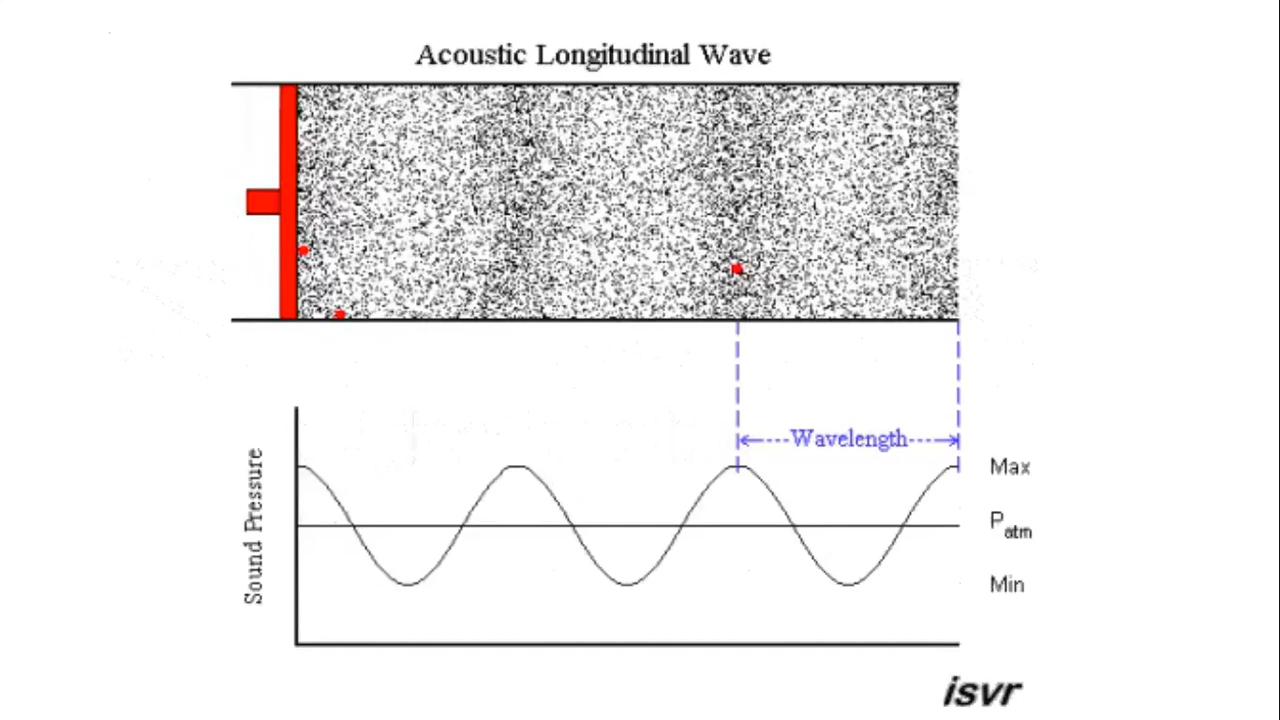 Acoustic Longitudinal Wave
Wavelength
Sound Pressure
Max
Patm
Min
isvr